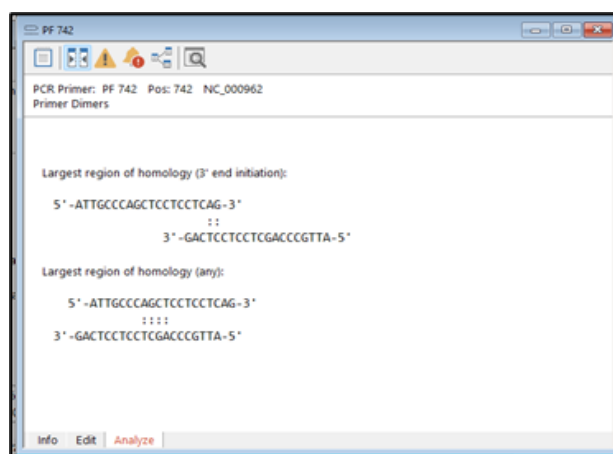 PF 742
PCR Primer: PF 742 Pos: 742 NC_000962
Primer Dimers
Largest region of homology (3' end initiation):
5'-ATTGCCCAGCTCCTCCTCAG-3'
::
3'-GACTCCTCCTCGACCCGTTA-5'
Largest region of homology (any):
5'-ATTGCCCAGCTCCTCCTCAG-3'
::::
3'-GACTCCTCCTCGACCCGTTA-5'
Info Edit Analyze